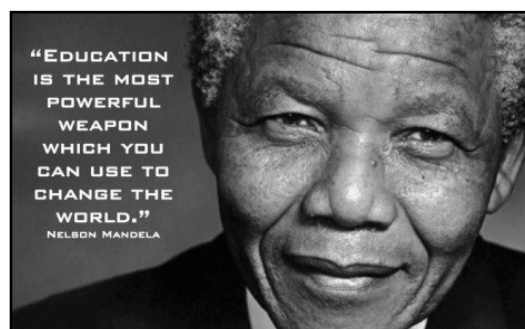 “EDUCATION
IS THE MOST
POWERFUL
WEAPON
WHICH YOU
CAN USE TO
CHANGE THE
WORLD.”
NELSON MANDELA